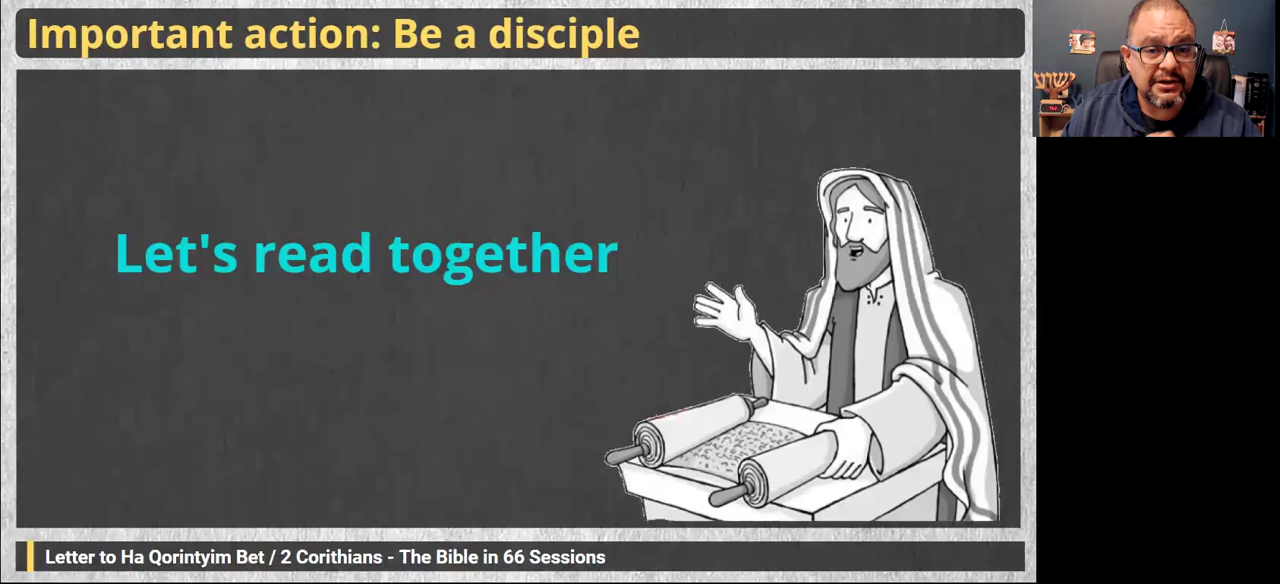 Important action: Be a disciple
Let's read together
Letter to Ha Qorintyim Bet / 2 Corithians - The Bible in 66 Sessions